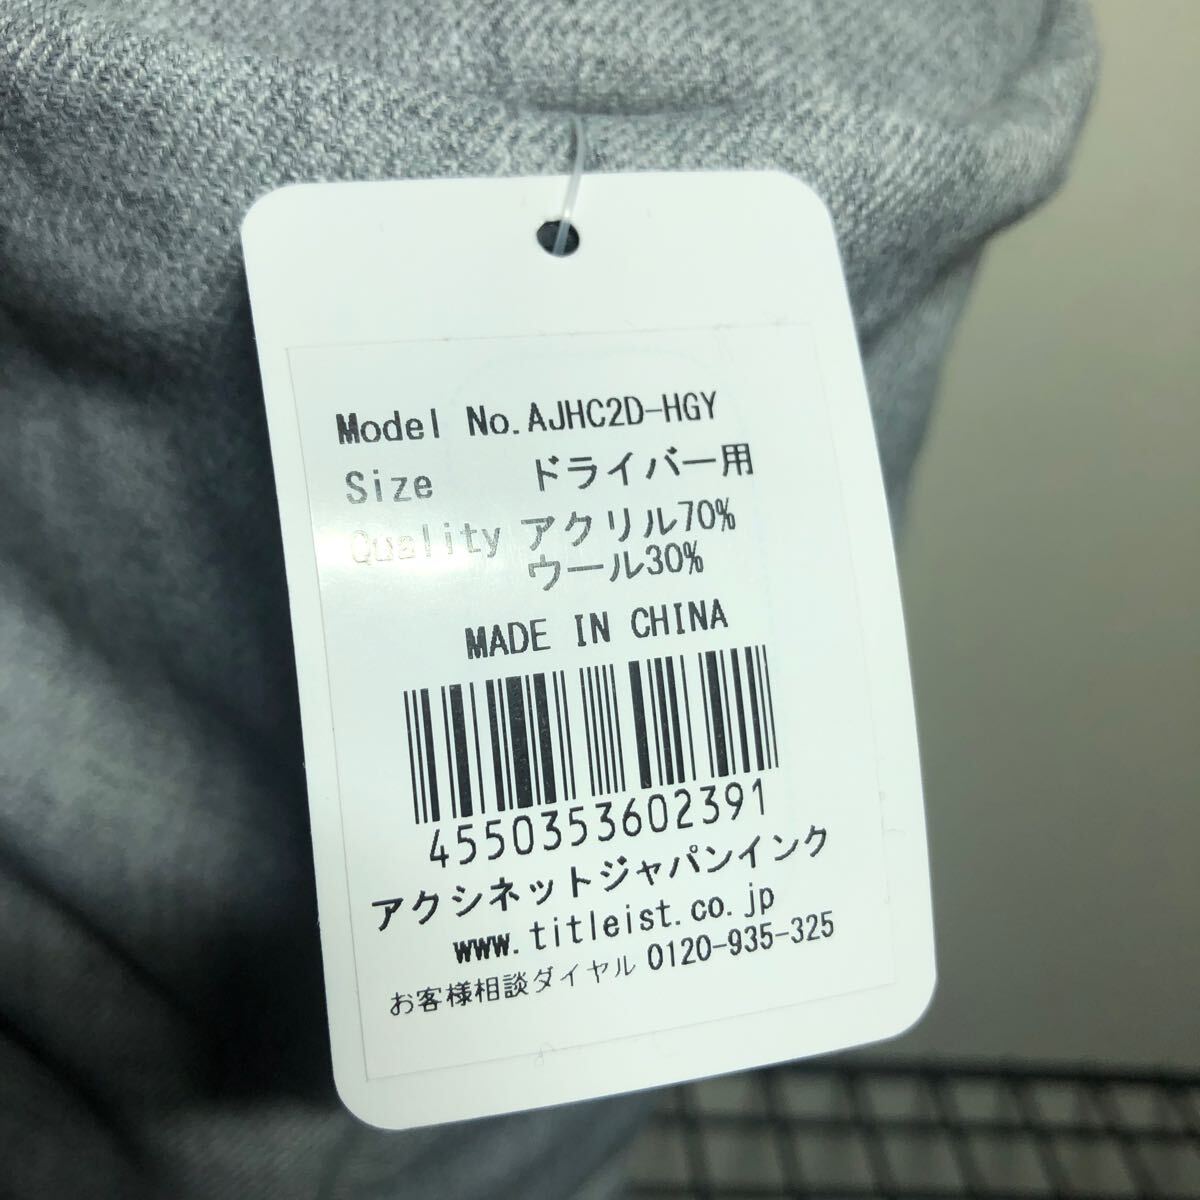 Model No.AJHC2D-HGY
Size ドライバー用
Quality アクリル70%
ウール30%
MADE IN CHINA
4550353602391
アクシネットジャパンインク
www.titleist.co.jp
お客様相談ダイヤル 0120-935-325